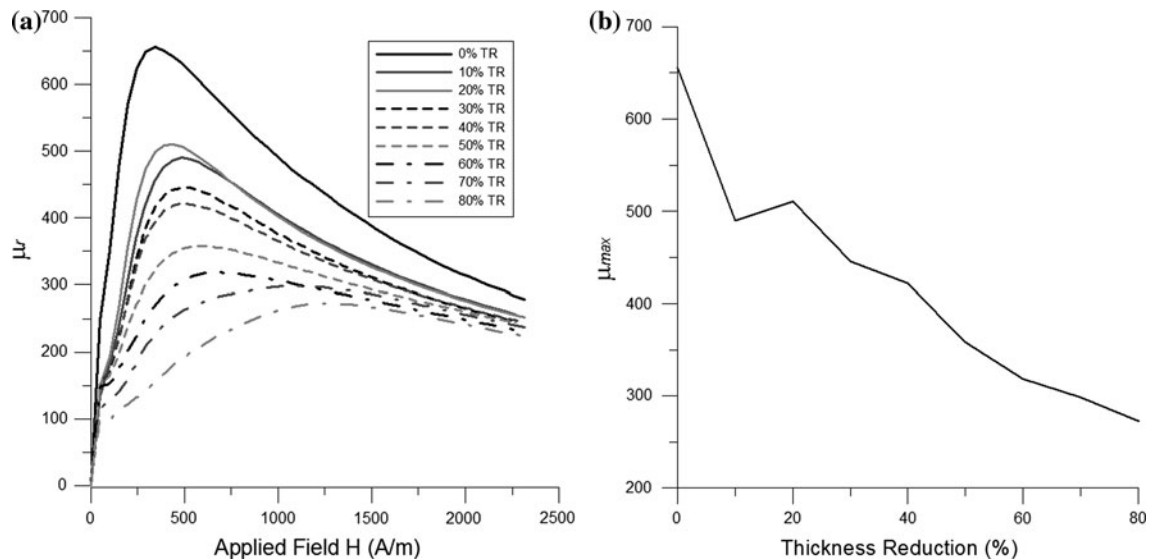 (a)
700
600
500
400
300
200
100
0
μr
0 500 1000 1500 2000 2500
Applied Field H (A/m)
0% TR
10% TR
20% TR
30% TR
40% TR
50% TR
60% TR
70% TR
80% TR
(b)
700
600
500
400
300
200
μmax
0 20 40 60 80
Thickness Reduction (%)